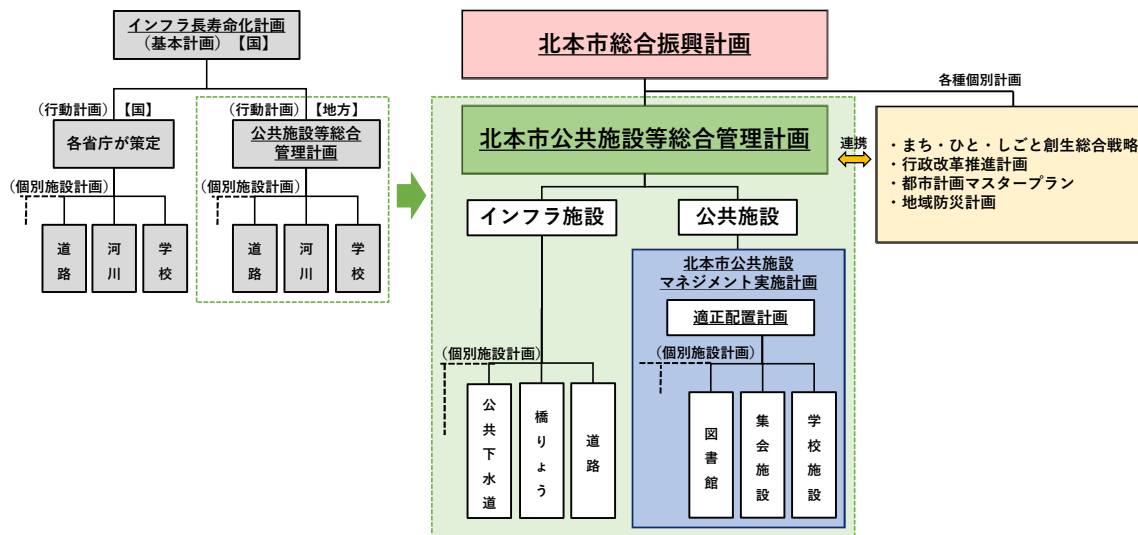 インフラ長寿命化計画
（基本計画）【国】
（行動計画）【国】
各省庁が策定
（個別施設計画）
道路
河川
学校
（行動計画）【地方】
公共施設等総合
管理計画
（個別施設計画）
道路
河川
学校
北本市総合振興計画
各種個別計画
北本市公共施設等総合管理計画
連携
・まち・ひと・しごと創生総合戦略
・行政改革推進計画
・都市計画マスタープラン
・地域防災計画
インフラ施設
（個別施設計画）
公共下水道
橋りょう
道路
公共施設
北本市公共施設
マネジメント実施計画
適正配置計画
（個別施設計画）
図書館
集会施設
学校施設